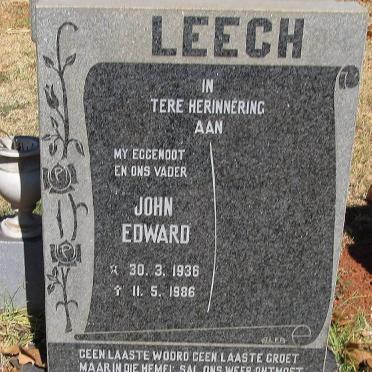 LEECH
IN
TERE HERINNERING
AAN
MY EGGENOOT
EN ONS VADER
JOHN
EDWARD
☆ 30. 3. 1936
✞ 11. 5. 1986
GEEN LAASTE WOORD GEEN LAASTE GROET
MAAR IN DIE HEMEL SAL ONS WEER ONTMOET